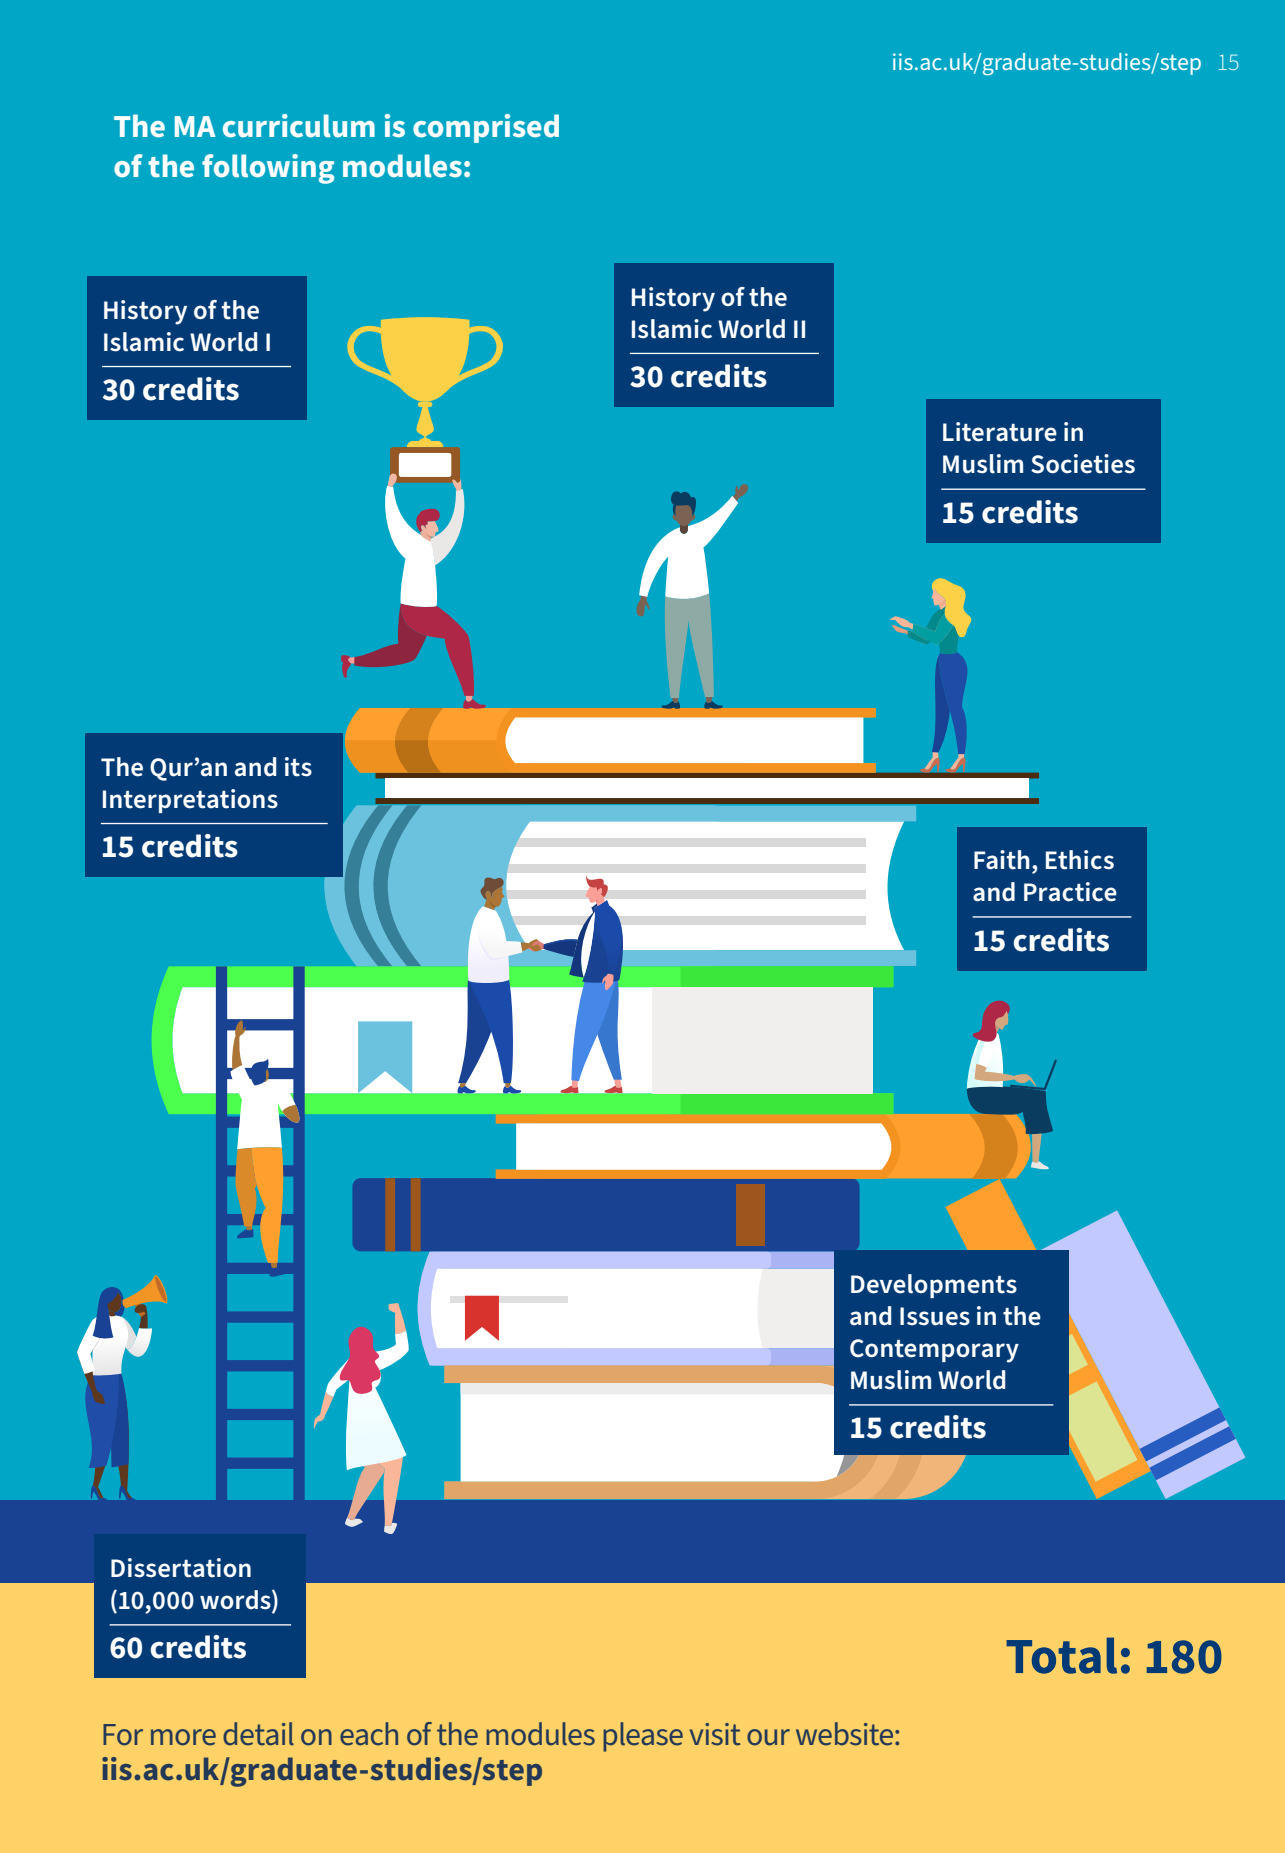 iis.ac.uk/graduate-studies/step 15
The MA curriculum is comprised
of the following modules:
History of the
Islamic World I
30 credits
History of the
Islamic World II
30 credits
Literature in
Muslim Societies
15 credits
The Qur’an and its
Interpretations
15 credits
Faith, Ethics
and Practice
15 credits
Developments
and Issues in the
Contemporary
Muslim World
15 credits
Dissertation
(10,000 words)
60 credits
Total: 180
For more detail on each of the modules please visit our website:
iis.ac.uk/graduate-studies/step